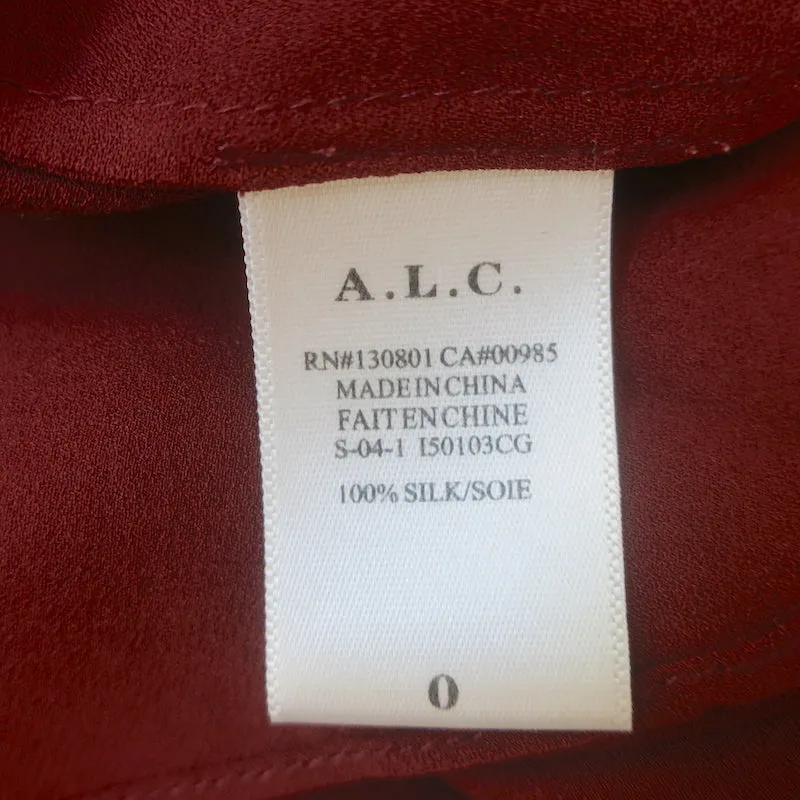 A.L.C.
RN#130801 CA#00985
MADE IN CHINA
FAIT EN CHINE
S-04-1 I50103CG
100% SILK/SOIE
0